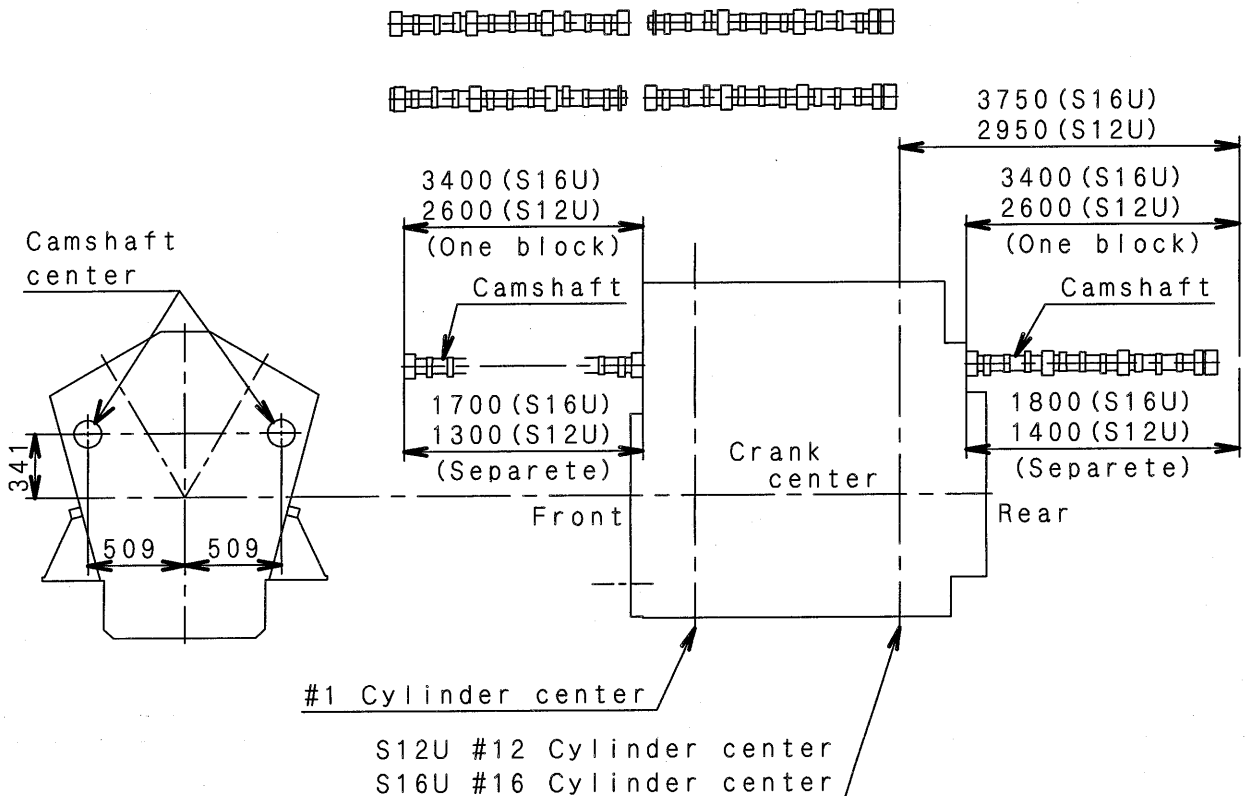 3750(S16U)
2950(S12U)
3400(S16U)
2600(S12U)
(One block)
3400(S16U)
2600(S12U)
(One block)
Camshaft
center
Camshaft
Camshaft
1700(S16U)
1300(S12U)
(Separete)
1800(S16U)
1400(S12U)
(Separete)
341
Crank
center
Front
Rear
509
509
#1 Cylinder center
S12U #12 Cylinder center
S16U #16 Cylinder center